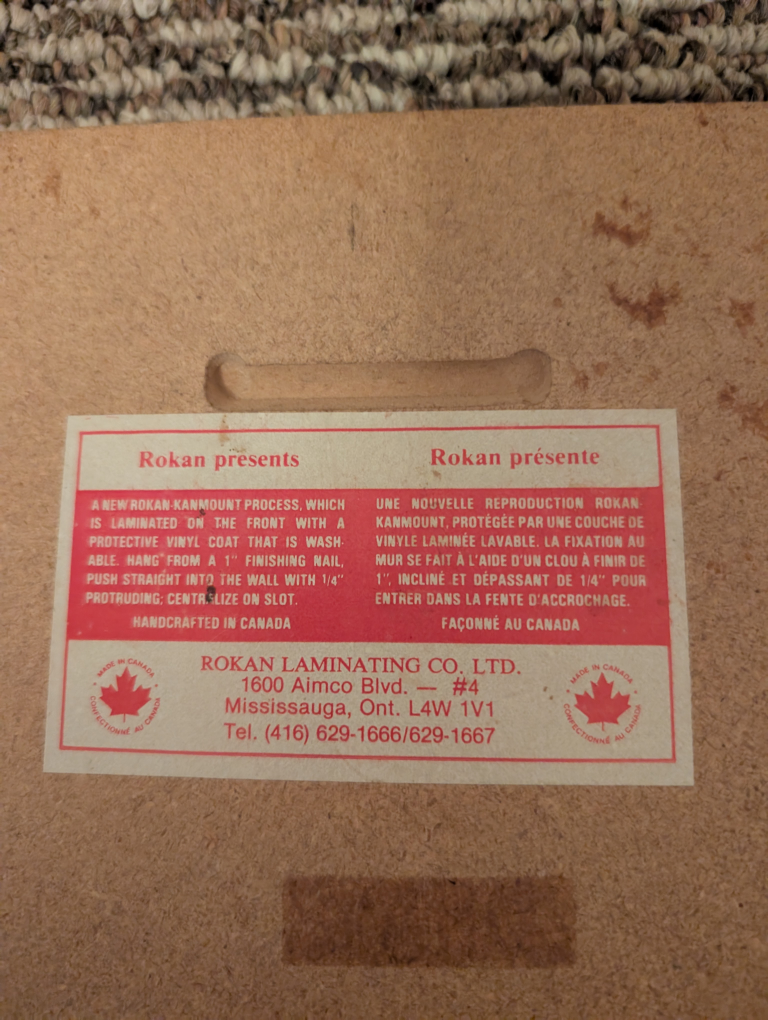 Rokan presents
A NEW ROKAN-KANMOUNT PROCESS, WHICH
IS LAMINATED ON THE FRONT WITH A
PROTECTIVE VINYL COAT THAT IS WASH-
ABLE. HANG FROM A 1" FINISHING NAIL,
PUSH STRAIGHT INTO THE WALL WITH 1/4"
PROTRUDING; CENTRALIZE ON SLOT.
HANDCRAFTED IN CANADA
Rokan présente
UNE NOUVELLE REPRODUCTION ROKAN-
KANMOUNT, PROTÉGÉE PAR UNE COUCHE DE
VINYLE LAMINÉE LAVABLE. LA FIXATION AU
MUR SE FAIT À L'AIDE D'UN CLOU À FINIR DE
1", INCLINÉ ET DÉPASSANT DE 1/4" POUR
ENTRER DANS LA FENTE D'ACCROCHAGE.
FAÇONNÉ AU CANADA
ROKAN LAMINATING CO. LTD.
1600 Aimco Blvd. — #4
Mississauga, Ont. L4W 1V1
Tel. (416) 629-1666/629-1667
• MADE IN CANADA •
CONFECTIONNÉ AU CANADA
• MADE IN CANADA •
CONFECTIONNÉ AU CANADA